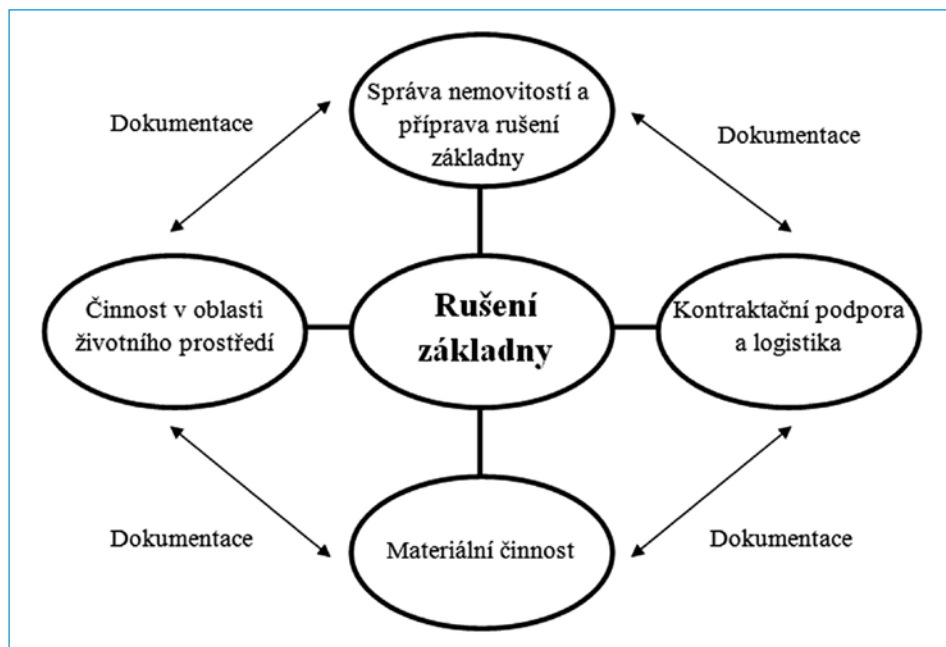 Správa nemovitostí a
příprava rušení
základny
Dokumentace
Dokumentace
Činnost v oblasti
životního prostředí
Rušení
základny
Kontraktační podpora
a logistika
Dokumentace
Materiální činnost
Dokumentace